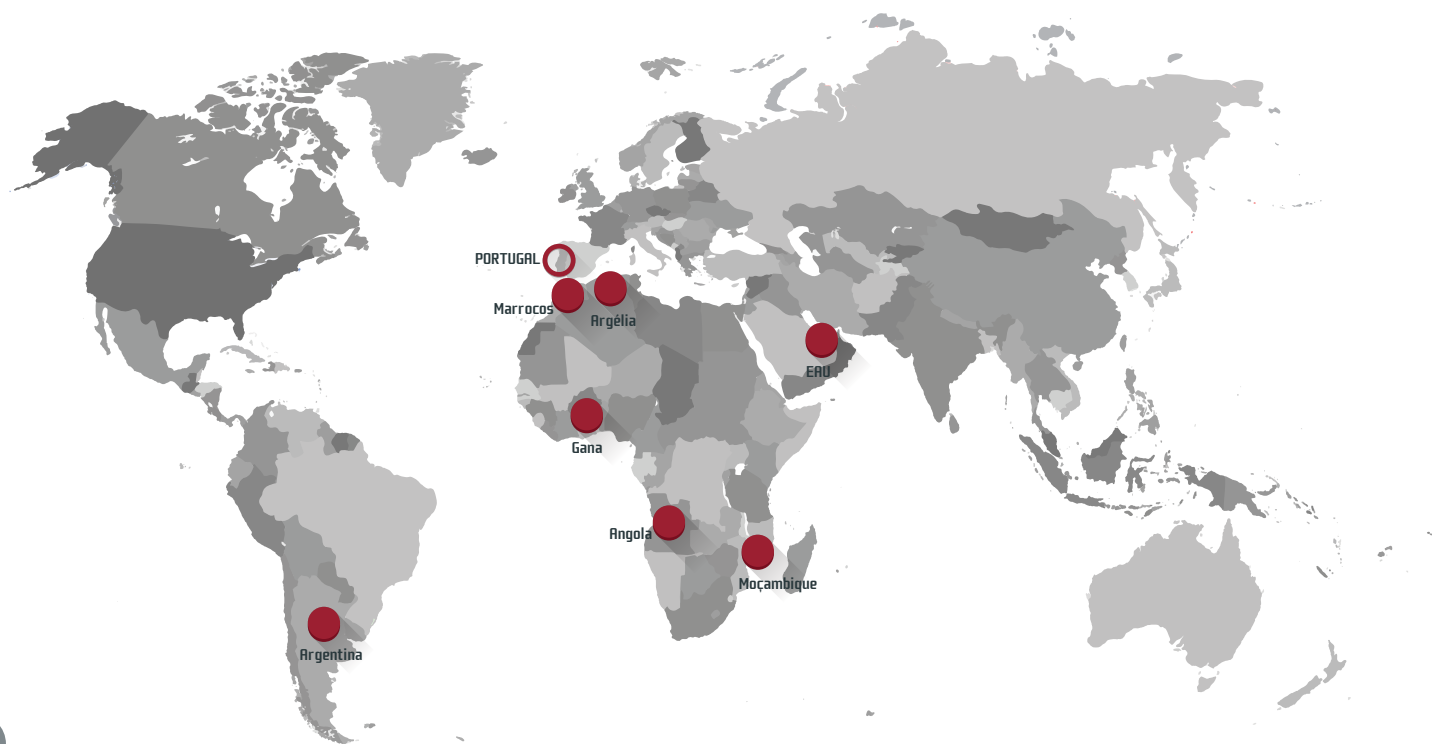 PORTUGAL
Marrocos
Argélia
EAU
Gana
Angola
Moçambique
Argentina